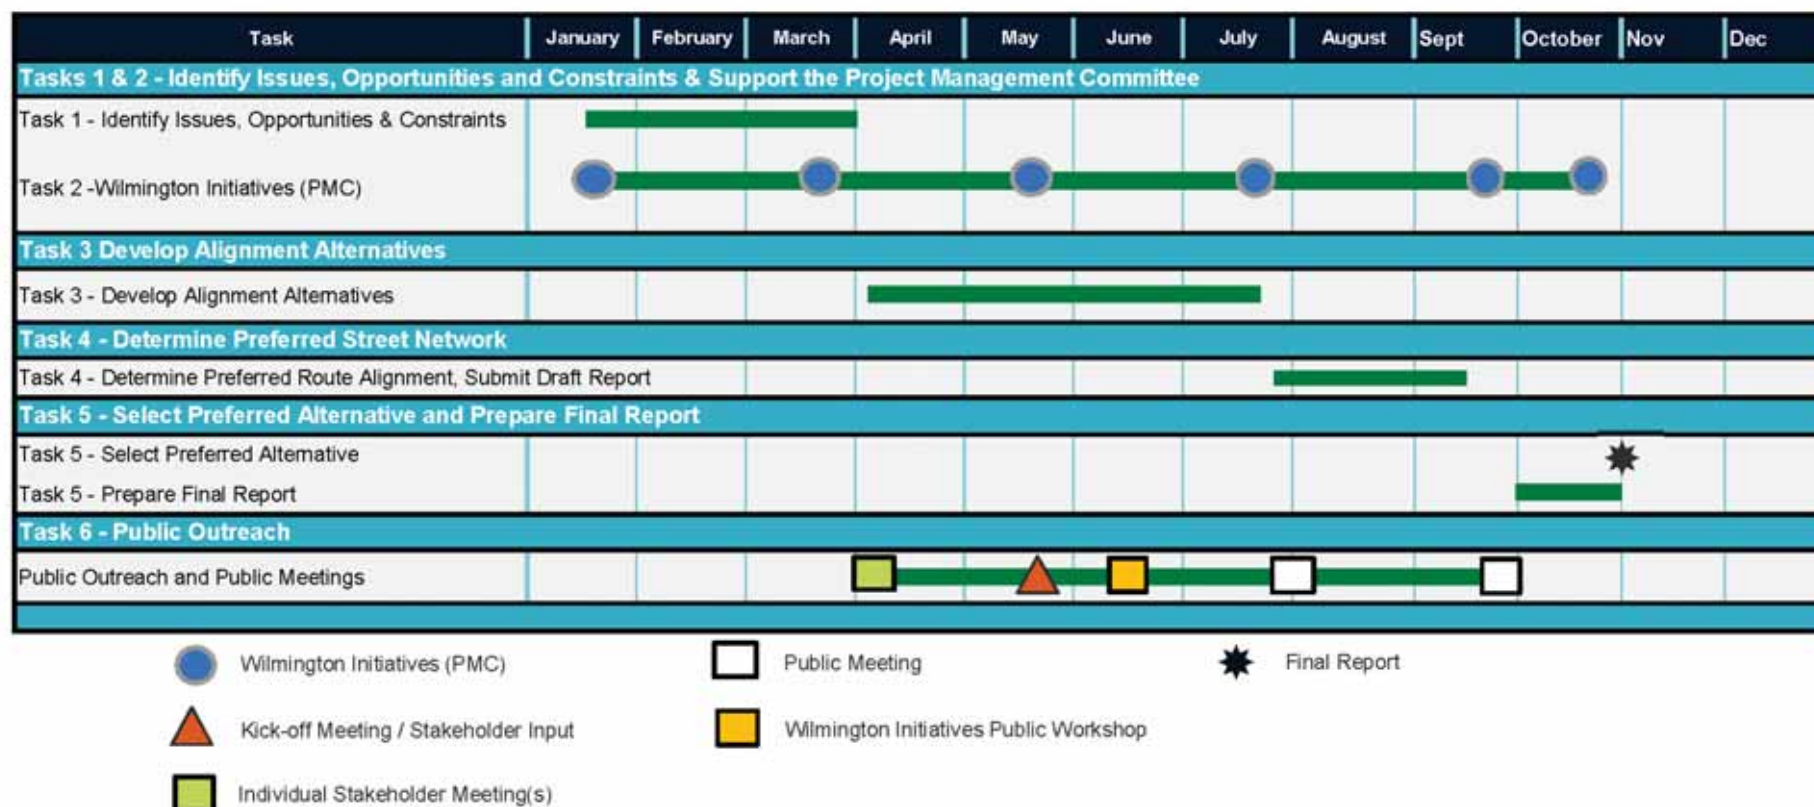 Task January February March April May June July August Sept October Nov Dec
Tasks 1 & 2 - Identify Issues, Opportunities and Constraints & Support the Project Management Committee
Task 1 - Identify Issues, Opportunities & Constraints
Task 2 -Wilmington Initiatives (PMC)
Task 3 Develop Alignment Alternatives
Task 3 - Develop Alignment Alternatives
Task 4 - Determine Preferred Street Network
Task 4 - Determine Preferred Route Alignment, Submit Draft Report
Task 5 - Select Preferred Alternative and Prepare Final Report
Task 5 - Select Preferred Alternative
Task 5 - Prepare Final Report
Task 6 - Public Outreach
Public Outreach and Public Meetings
Wilmington Initiatives (PMC) Public Meeting Final Report
Kick-off Meeting / Stakeholder Input Wilmington Initiatives Public Workshop
Individual Stakeholder Meeting(s)